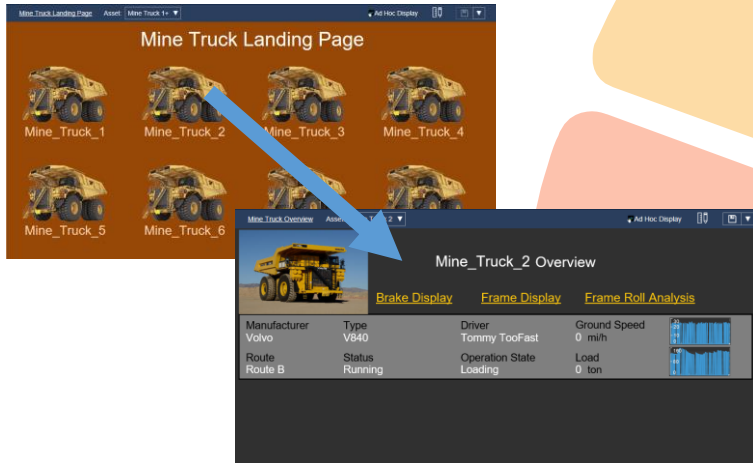 Mine Truck Landing Page Asset: Mine Truck 1+ Ad Hoc Display
Mine Truck Landing Page
Mine_Truck_1 Mine_Truck_2 Mine_Truck_3 Mine_Truck_4
Mine_Truck_5 Mine_Truck_6
Mine Truck Overview 2 Ad Hoc Display
Mine_Truck_2 Overview
Brake Display Frame Display Frame Roll Analysis
Manufacturer Type Driver Ground Speed
Volvo V840 Tommy TooFast 0 mi/h
Route Status Operation State Load
Route B Running Loading 0 ton